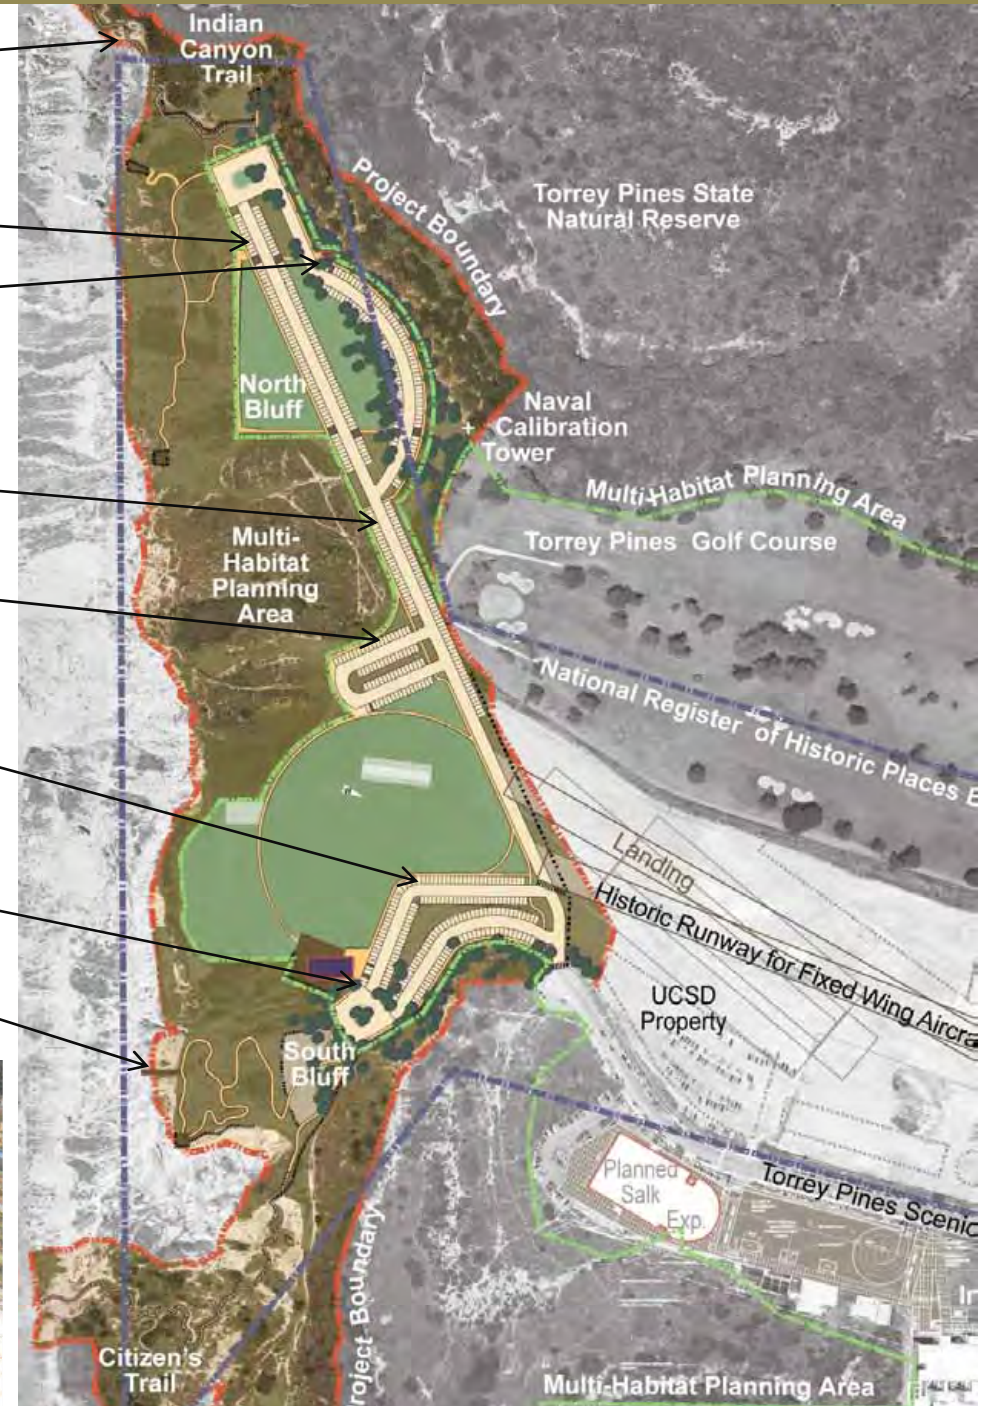 Indian
Canyon
Trail
Project Boundary
Torrey Pines State
Natural Reserve
North
Bluff
Naval
Calibration
Tower
Multi-Habitat Planning Area
Torrey Pines Golf Course
Multi-
Habitat
Planning
Area
National Register of Historic Places
Landing
Historic Runway for Fixed Wing Aircra
UCSD
Property
South
Bluff
Planned
Salk
Exp.
Torrey Pines Scenic
roject Boundary
Citizen's
Trail
Multi-Habitat Planning Area